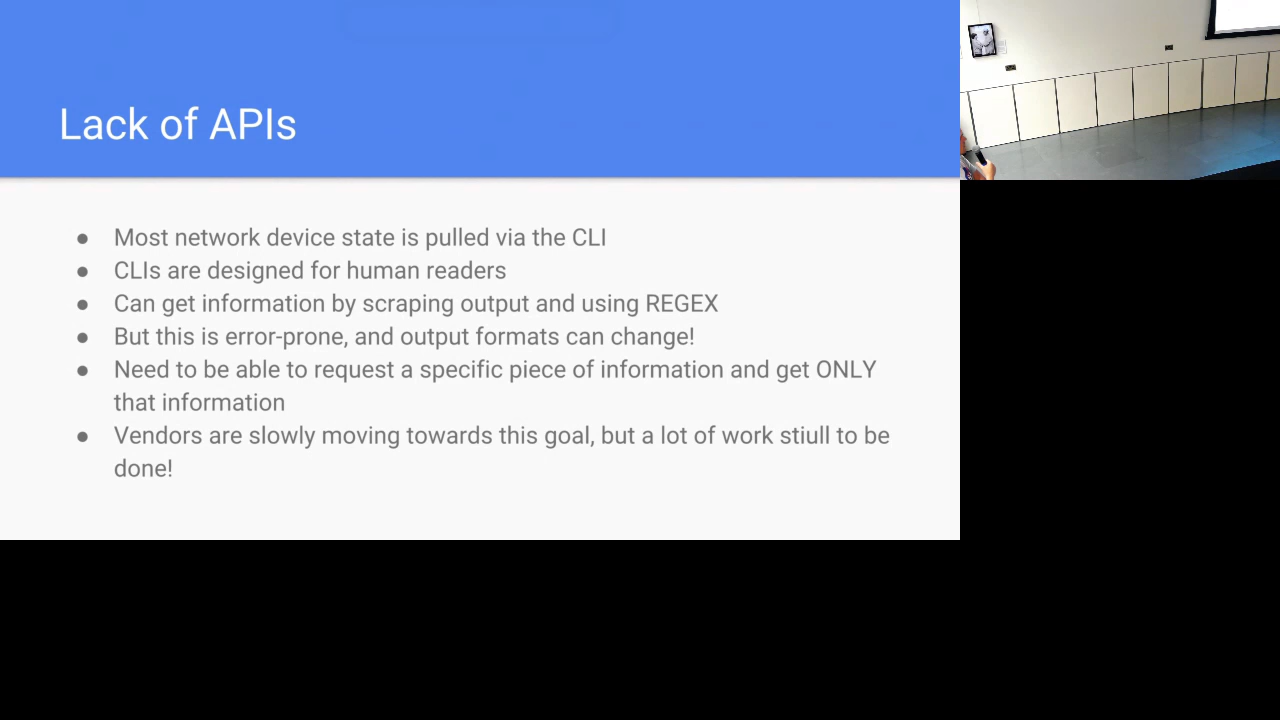 Lack of APIs
● Most network device state is pulled via the CLI
● CLIs are designed for human readers
● Can get information by scraping output and using REGEX
● But this is error-prone, and output formats can change!
● Need to be able to request a specific piece of information and get ONLY
that information
● Vendors are slowly moving towards this goal, but a lot of work stiull to be
done!